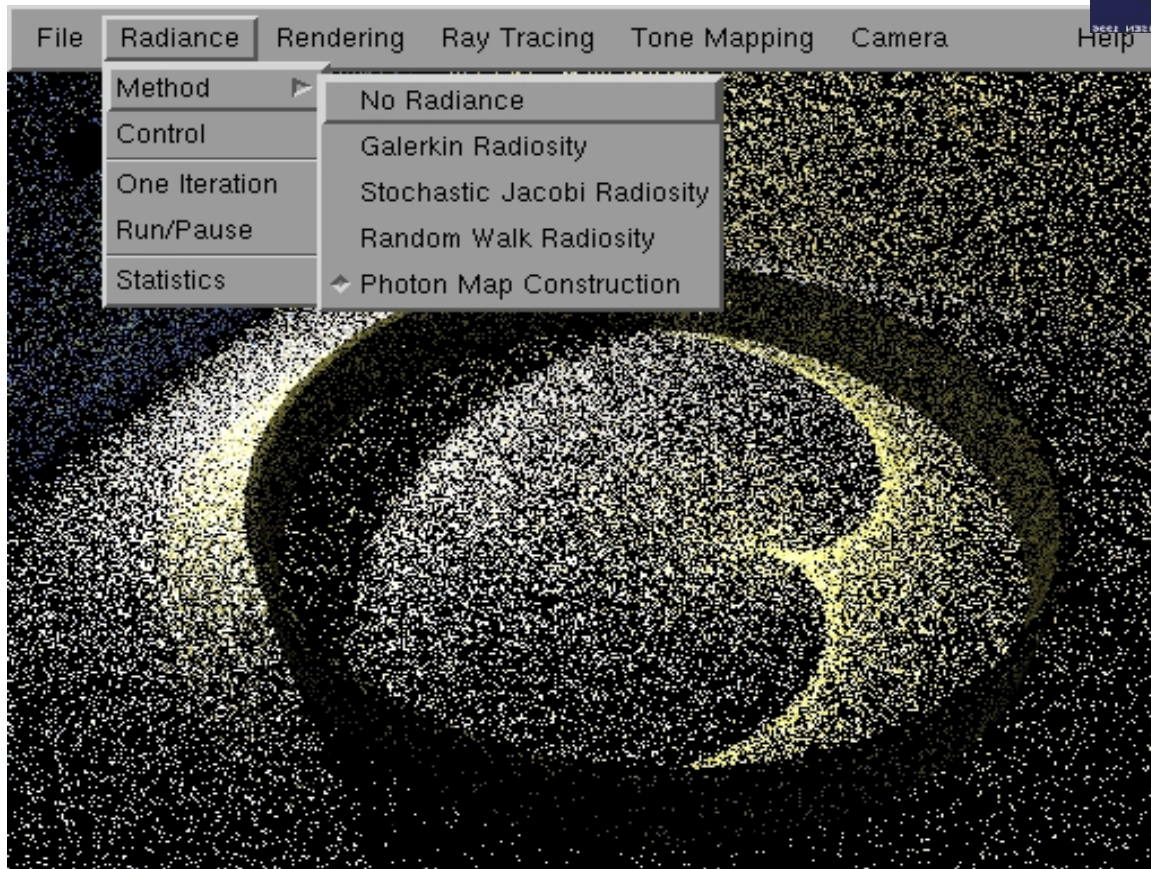 File Radiance Rendering Ray Tracing Tone Mapping Camera Help
Method
Control
One Iteration
Run/Pause
Statistics
No Radiance
Galerkin Radiosity
Stochastic Jacobi Radiosity
Random Walk Radiosity
Photon Map Construction